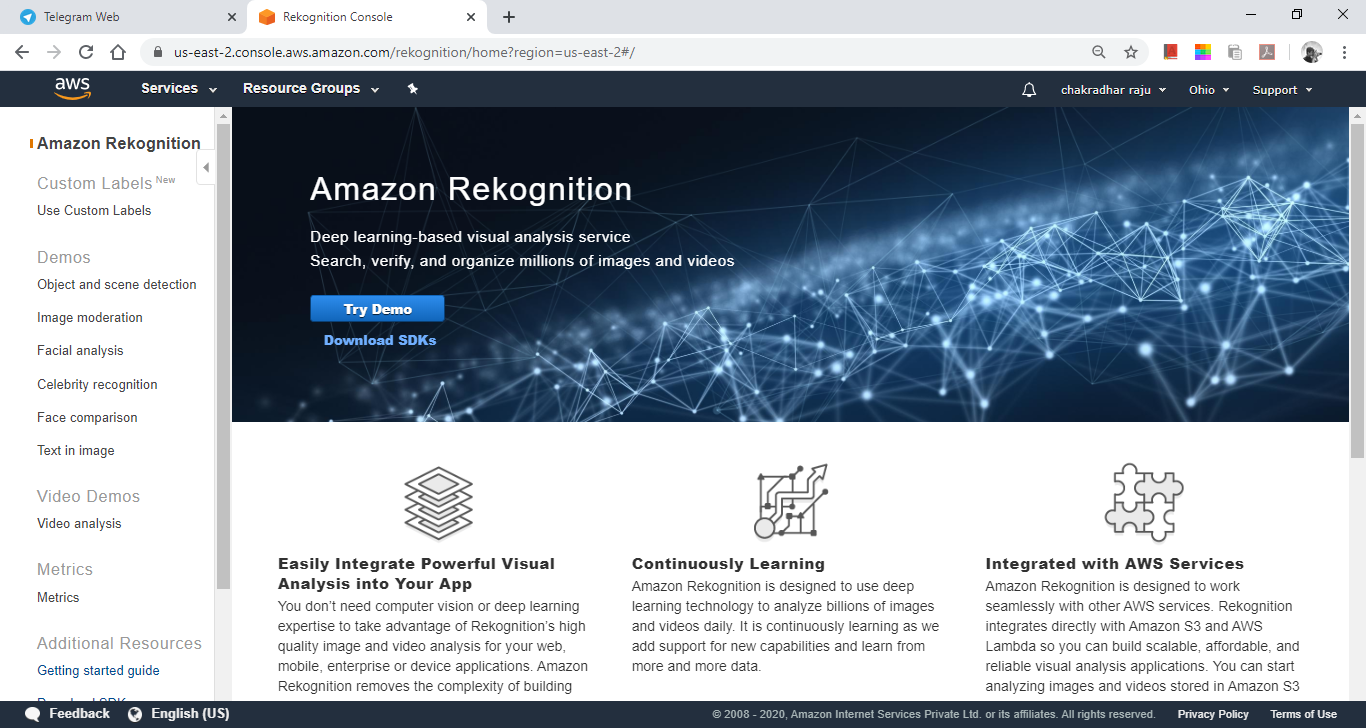 Telegram Web
Rekognition Console
us-east-2.console.aws.amazon.com/rekognition/home?region=us-east-2#/
aws
Services
Resource Groups
chakradhar raju
Ohio
Support
Amazon Rekognition
Custom Labels New
Use Custom Labels
Demos
Object and scene detection
Image moderation
Facial analysis
Celebrity recognition
Face comparison
Text in image
Video Demos
Video analysis
Metrics
Metrics
Additional Resources
Getting started guide
Download SDKs
Amazon Rekognition
Deep learning-based visual analysis service
Search, verify, and organize millions of images and videos
Try Demo
Download SDKs
Easily Integrate Powerful Visual
Analysis into Your App
You don’t need computer vision or deep learning
expertise to take advantage of Rekognition’s high
quality image and video analysis for your web,
mobile, enterprise or device applications. Amazon
Rekognition removes the complexity of building
Continuously Learning
Amazon Rekognition is designed to use deep
learning technology to analyze billions of images
and videos daily. It is continuously learning as we
add support for new capabilities and learn from
more and more data.
Integrated with AWS Services
Amazon Rekognition is designed to work
seamlessly with other AWS services. Rekognition
integrates directly with Amazon S3 and AWS
Lambda so you can build scalable, affordable, and
reliable visual analysis applications. You can start
analyzing images and videos stored in Amazon S3
Feedback
English (US)
© 2008 - 2020, Amazon Internet Services Private Ltd. or its affiliates. All rights reserved.
Privacy Policy
Terms of Use